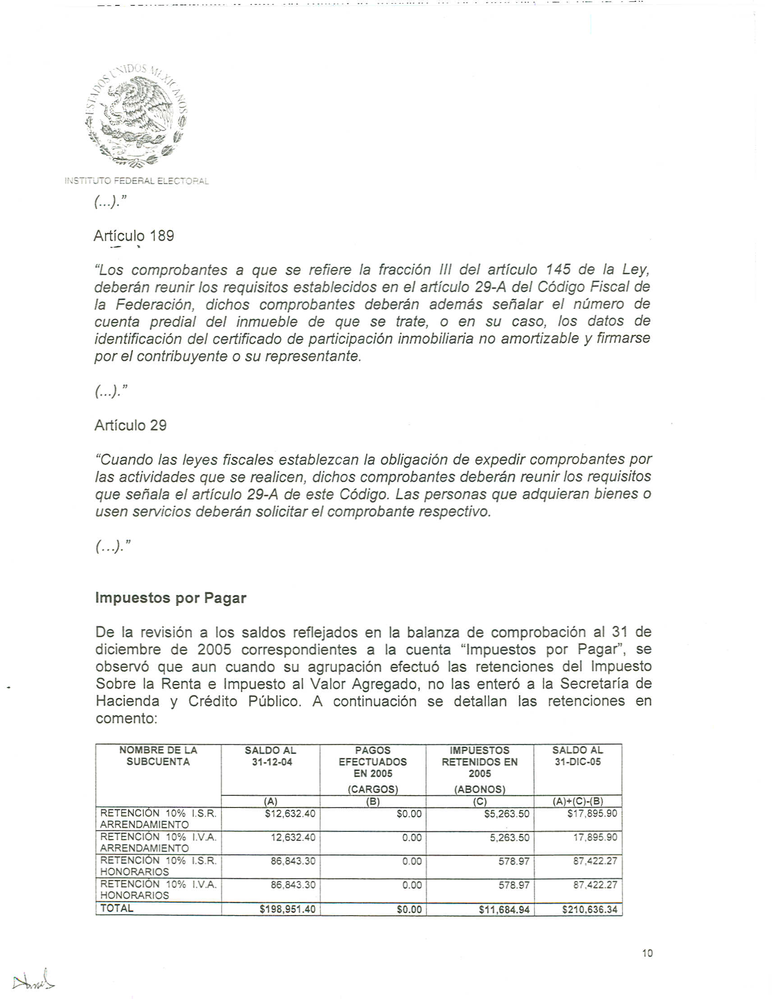 ESTADOS UNIDOS MEXICANOS
INSTITUTO FEDERAL ELECTORAL
(...)."
Artículo 189
"Los comprobantes a que se refiere la fracción III del artículo 145 de la Ley,
deberán reunir los requisitos establecidos en el artículo 29-A del Código Fiscal de
la Federación, dichos comprobantes deberán además señalar el número de
cuenta predial del inmueble de que se trate, o en su caso, los datos de
identificación del certificado de participación inmobiliaria no amortizable y firmarse
por el contribuyente o su representante.
(...)."
Artículo 29
"Cuando las leyes fiscales establezcan la obligación de expedir comprobantes por
las actividades que se realicen, dichos comprobantes deberán reunir los requisitos
que señala el artículo 29-A de este Código. Las personas que adquieran bienes o
usen servicios deberán solicitar el comprobante respectivo.
(...)."
Impuestos por Pagar
De la revisión a los saldos reflejados en la balanza de comprobación al 31 de
diciembre de 2005 correspondientes a la cuenta "Impuestos por Pagar", se
observó que aun cuando su agrupación efectuó las retenciones del Impuesto
Sobre la Renta e Impuesto al Valor Agregado, no las enteró a la Secretaría de
Hacienda y Crédito Público. A continuación se detallan las retenciones en
comento:
NOMBRE DE LA SUBCUENTA SALDO AL 31-12-04 PAGOS EFECTUADOS EN 2005 (CARGOS) IMPUESTOS RETENIDOS EN 2005 (ABONOS) SALDO AL 31-DIC-05
(A) (B) (C) (A)+(C)-(B)
RETENCIÓN 10% I.S.R. ARRENDAMIENTO $12,632.40 $0.00 $5,263.50 $17,895.90
RETENCIÓN 10% I.V.A. ARRENDAMIENTO 12,632.40 0.00 5,263.50 17,895.90
RETENCIÓN 10% I.S.R. HONORARIOS 86,843.30 0.00 578.97 87,422.27
RETENCIÓN 10% I.V.A. HONORARIOS 86,843.30 0.00 578.97 87,422.27
TOTAL $198,951.40 $0.00 $11,684.94 $210,636.34
10